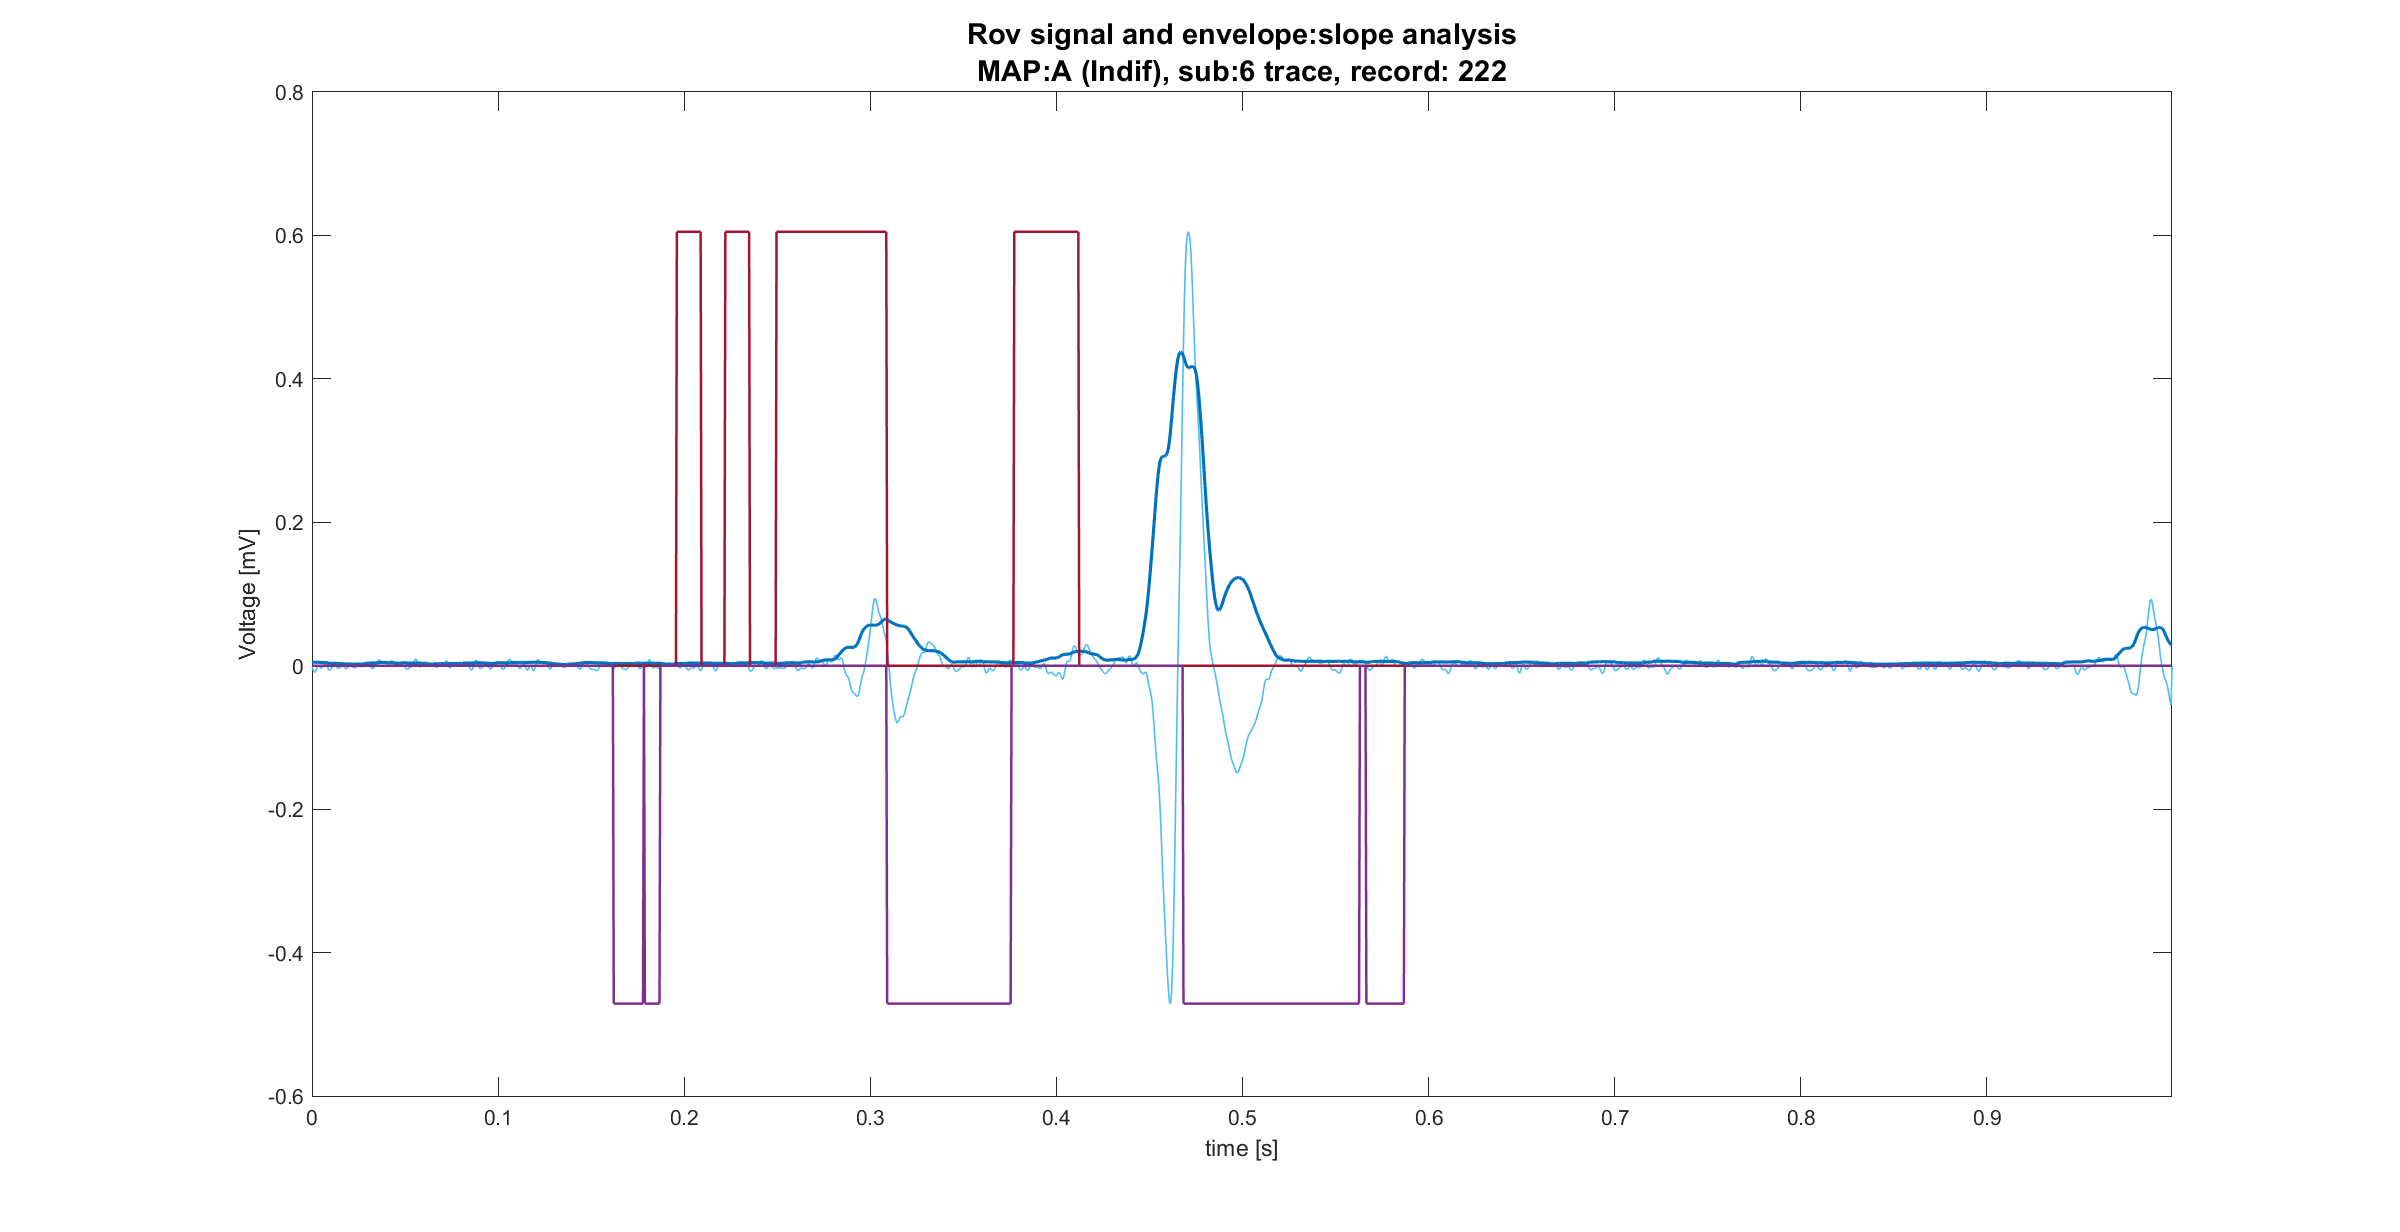 Rov signal and envelope:slope analysis
MAP:A (Indif), sub:6 trace, record: 222
0.8
0.6
0.4
0.2
0
-0.2
-0.4
-0.6
Voltage [mV]
0 0.1 0.2 0.3 0.4 0.5 0.6 0.7 0.8 0.9
time [s]